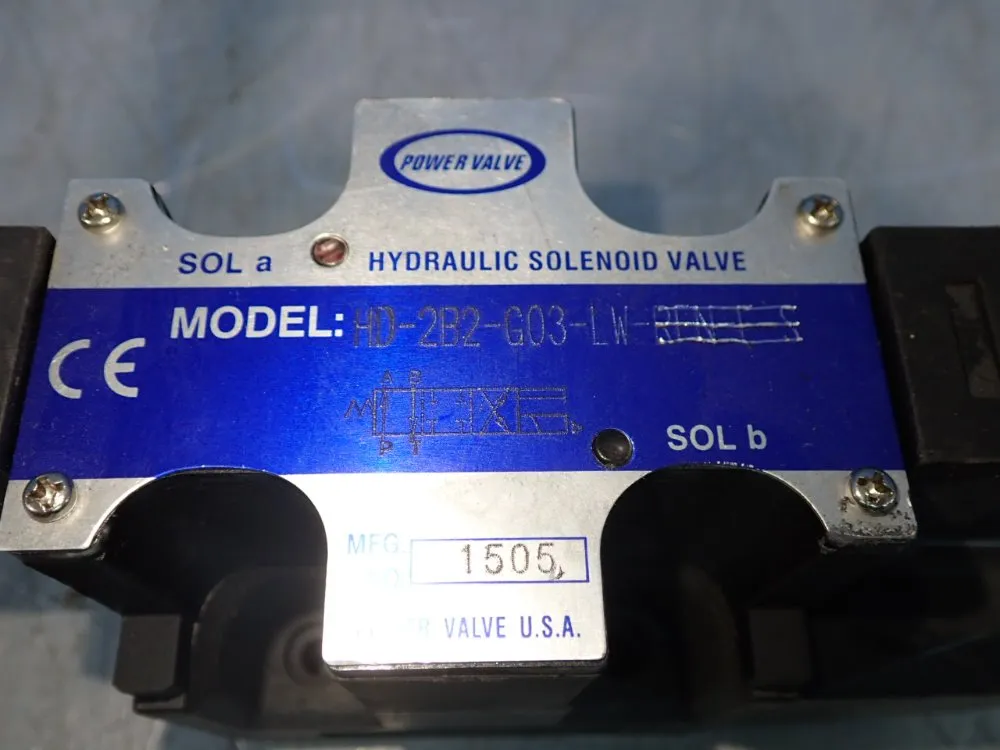 POWER VALVE
SOL a HYDRAULIC SOLENOID VALVE
MODEL: HD-2B2-G03-LW-
CE
A B
P T
b
SOL b
MFG. 1505
VALVE U.S.A.